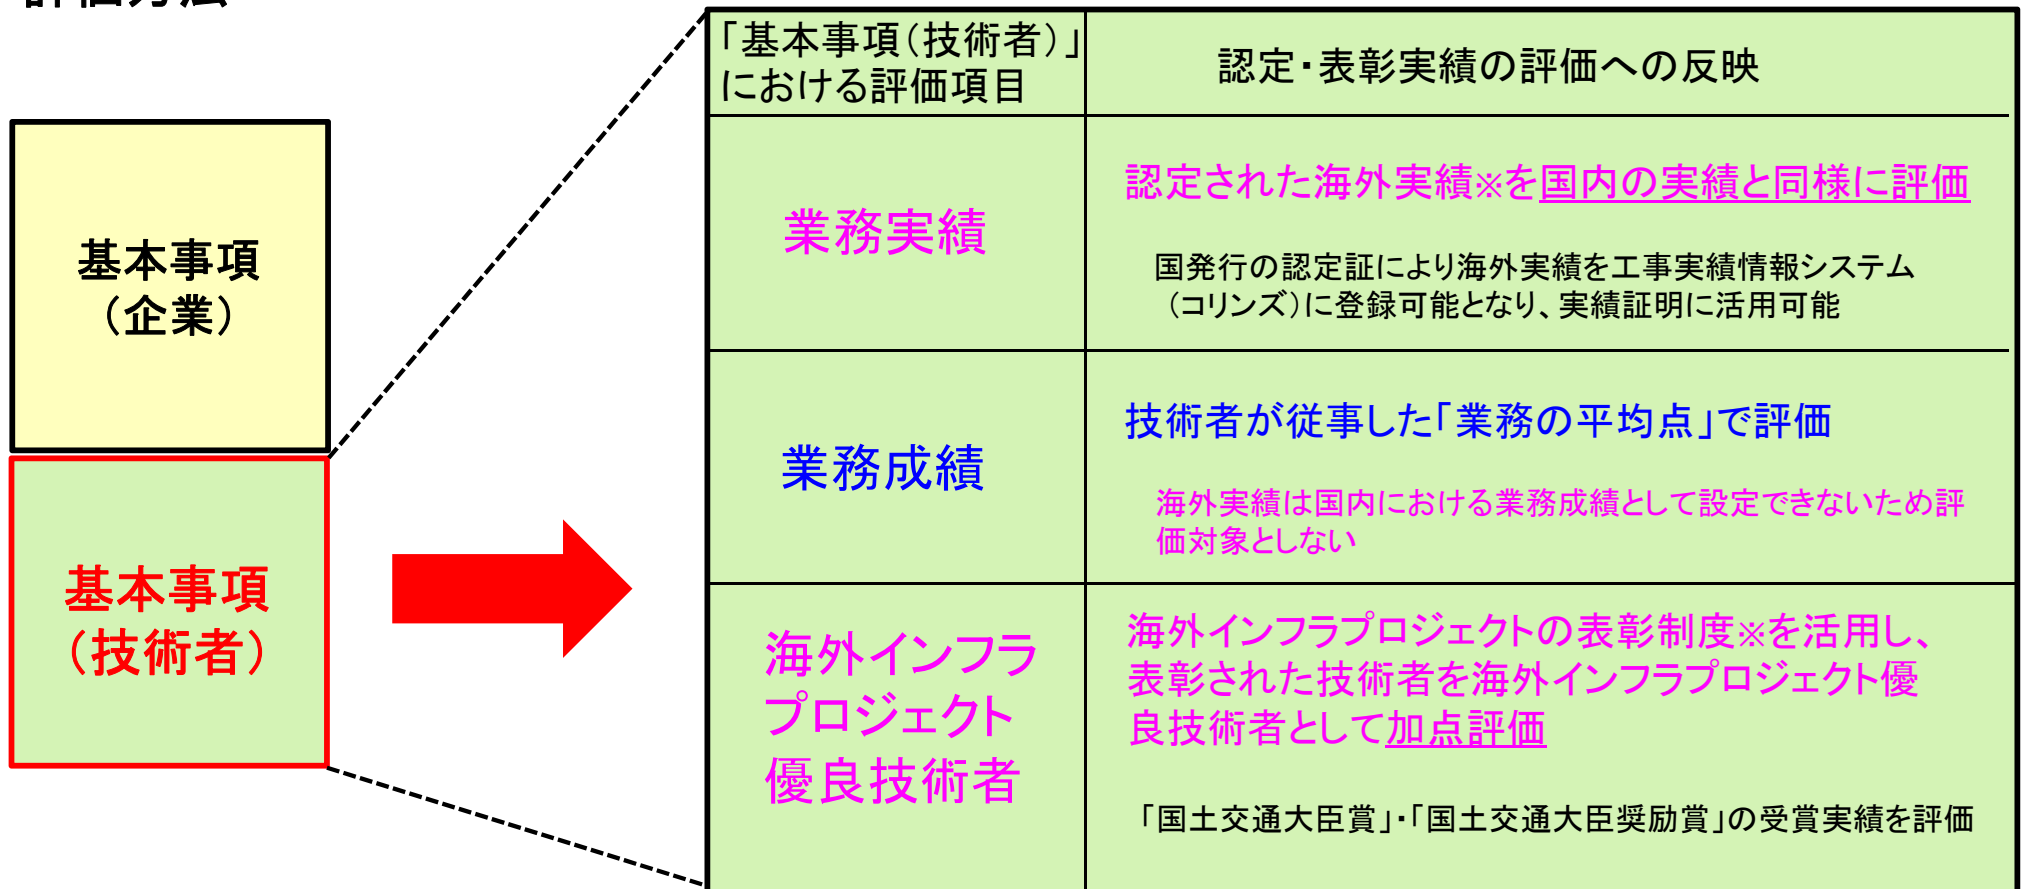 評価方法
基本事項
（企業）
基本事項
（技術者）
「基本事項（技術者）」
における評価項目
認定・表彰実績の評価への反映
業務実績
認定された海外実績※を国内の実績と同様に評価
国発行の認定証により海外実績を工事実績情報システム
（コリンズ）に登録可能となり、実績証明に活用可能
業務成績
技術者が従事した「業務の平均点」で評価
海外実績は国内における業務成績として設定できないため評
価対象としない
海外インフラ
プロジェクト
優良技術者
海外インフラプロジェクトの表彰制度※を活用し、
表彰された技術者を海外インフラプロジェクト優
良技術者として加点評価
「国土交通大臣賞」・「国土交通大臣奨励賞」の受賞実績を評価